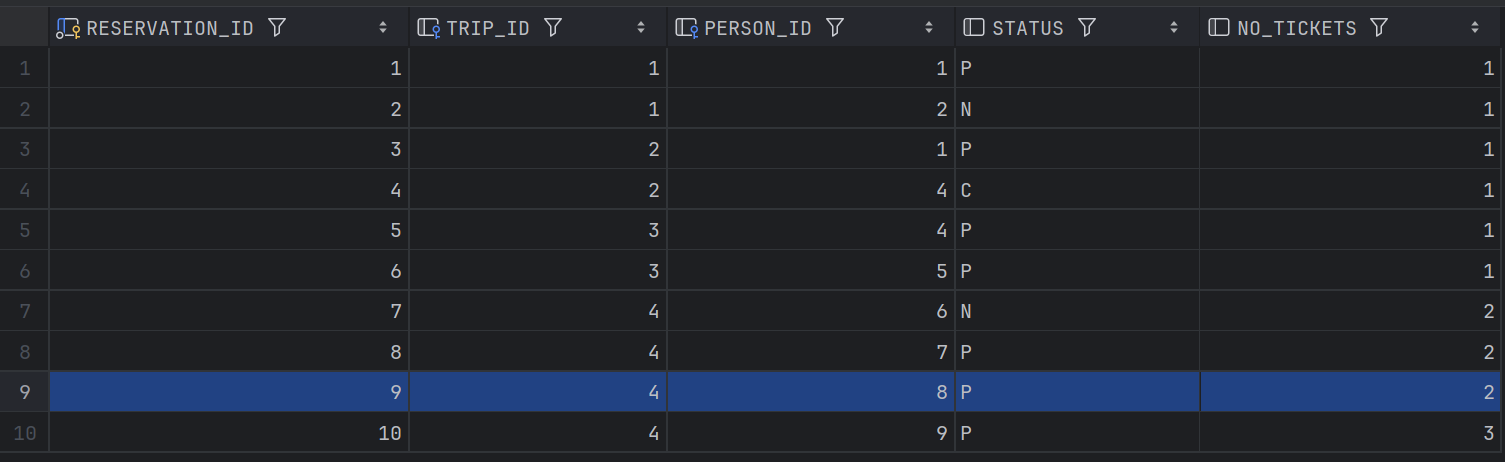 RESERVATION_ID TRIP_ID PERSON_ID STATUS NO_TICKETS
1 1 1 1 P 1
2 2 1 2 N 1
3 3 2 1 P 1
4 4 2 4 C 1
5 5 3 4 P 1
6 6 3 5 P 1
7 7 4 6 N 2
8 8 4 7 P 2
9 9 4 8 P 2
10 10 4 9 P 3